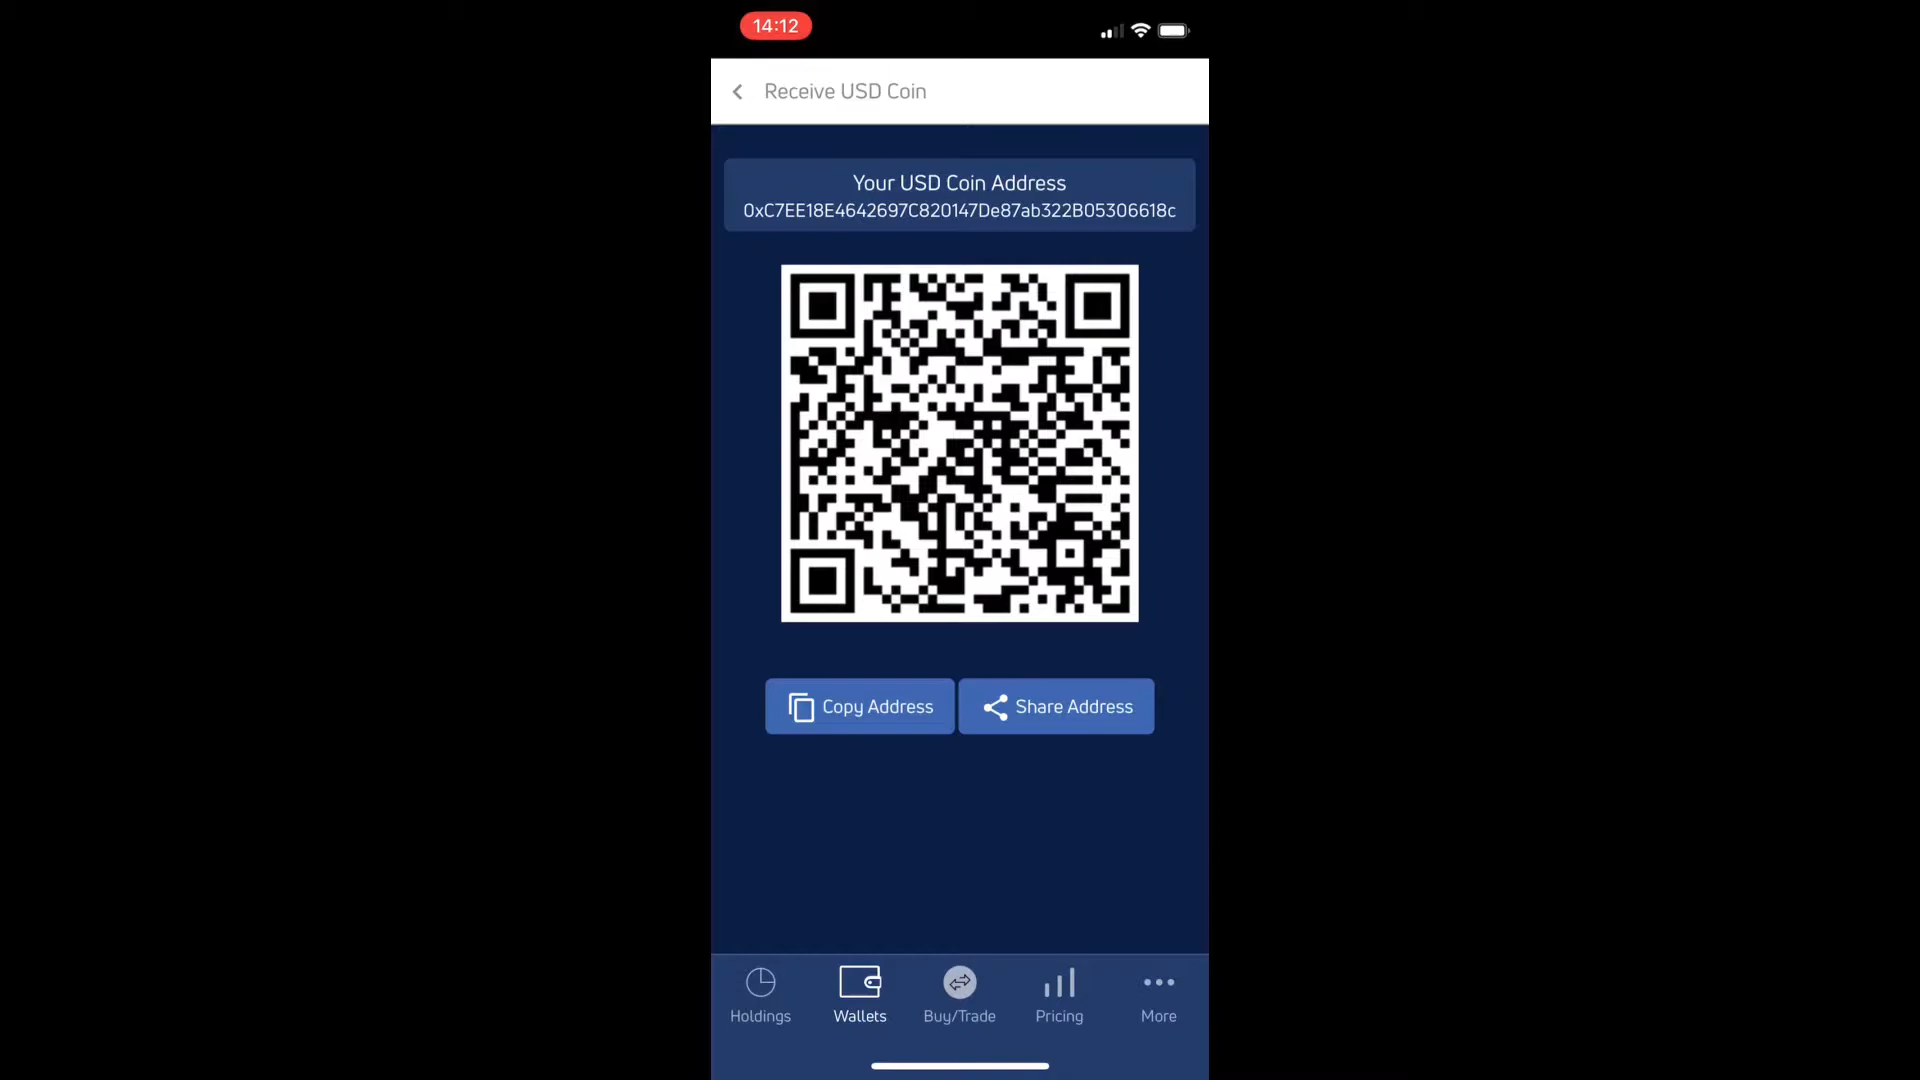 14:12
Receive USD Coin
Your USD Coin Address
0xC7EE18E4642697C820147De87ab322B05306618c
Copy Address
Share Address
Holdings
Wallets
Buy/Trade
Pricing
More